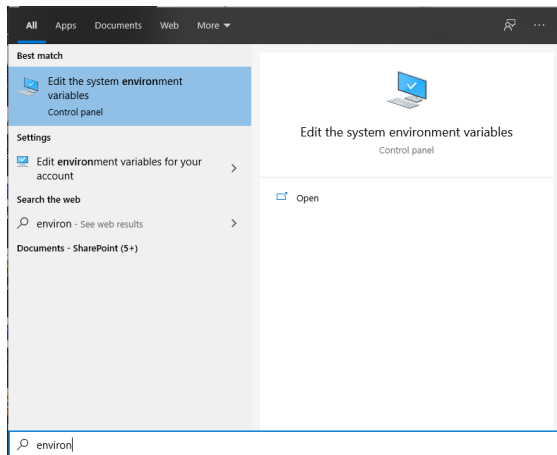 All Apps Documents Web More
Best match
Edit the system environment
variables
Control panel
Settings
Edit environment variables for your
account
Search the web
environ - See web results
Documents - SharePoint (5+)
Edit the system environment variables
Control panel
Open
environ